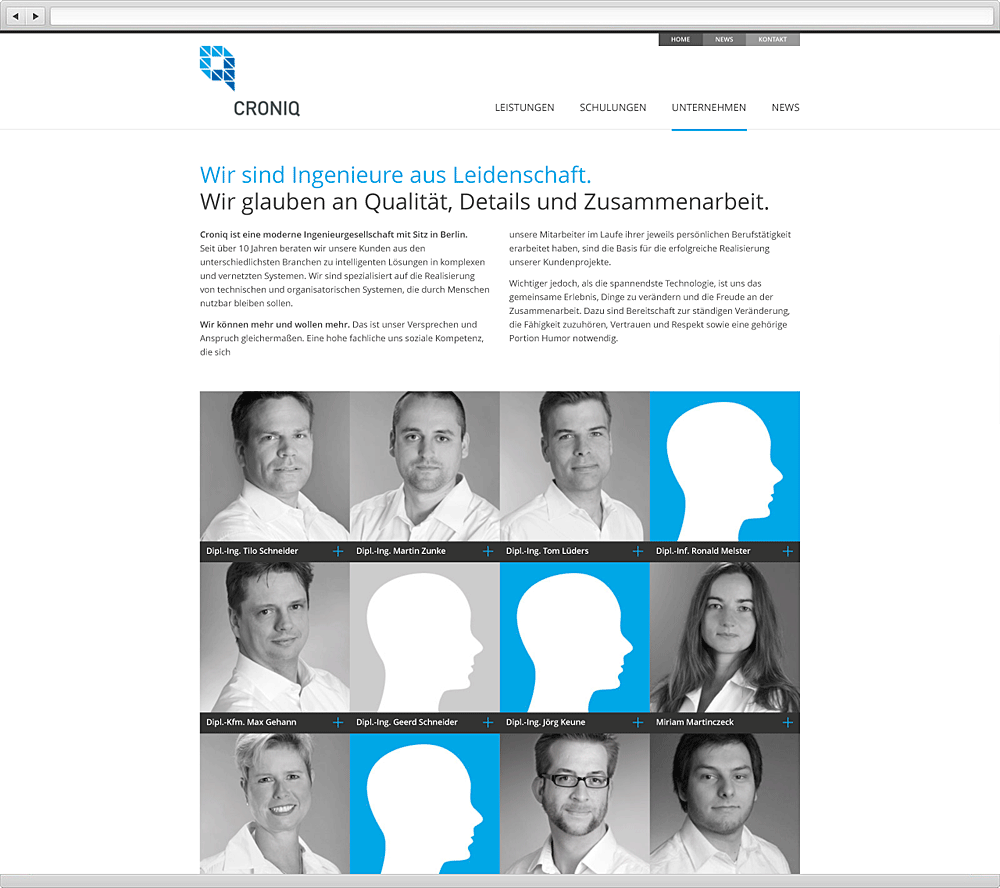 HOME NEWS KONTAKT
CRONIQ
LEISTUNGEN SCHULUNGEN UNTERNEHMEN NEWS
Wir sind Ingenieure aus Leidenschaft.
Wir glauben an Qualität, Details und Zusammenarbeit.
Croniq ist eine moderne Ingenieurgesellschaft mit Sitz in Berlin.
Seit über 10 Jahren beraten wir unsere Kunden aus den
unterschiedlichsten Branchen zu intelligenten Lösungen in komplexen
und vernetzten Systemen. Wir sind spezialisiert auf die Realisierung
von technischen und organisatorischen Systemen, die durch Menschen
nutzbar bleiben sollen.
Wir können mehr und wollen mehr. Das ist unser Versprechen und
Anspruch gleichermaßen. Eine hohe fachliche uns soziale Kompetenz,
die sich
unsere Mitarbeiter im Laufe ihrer jeweils persönlichen Berufstätigkeit
erarbeitet haben, sind die Basis für die erfolgreiche Realisierung
unserer Kundenprojekte.
Wichtiger jedoch, als die spannendste Technologie, ist uns das
gemeinsame Erlebnis, Dinge zu verändern und die Freude an der
Zusammenarbeit. Dazu sind Bereitschaft zur ständigen Veränderung,
die Fähigkeit zuzuhören, Vertrauen und Respekt sowie eine gehörige
Portion Humor notwendig.
Dipl.-Ing. Tilo Schneider
Dipl.-Ing. Martin Zunke
Dipl.-Ing. Tom Lüders
Dipl.-Inf. Ronald Melster
Dipl.-Kfm. Max Gehann
Dipl.-Ing. Geerd Schneider
Dipl.-Ing. Jörg Keune
Miriam Martinczeck